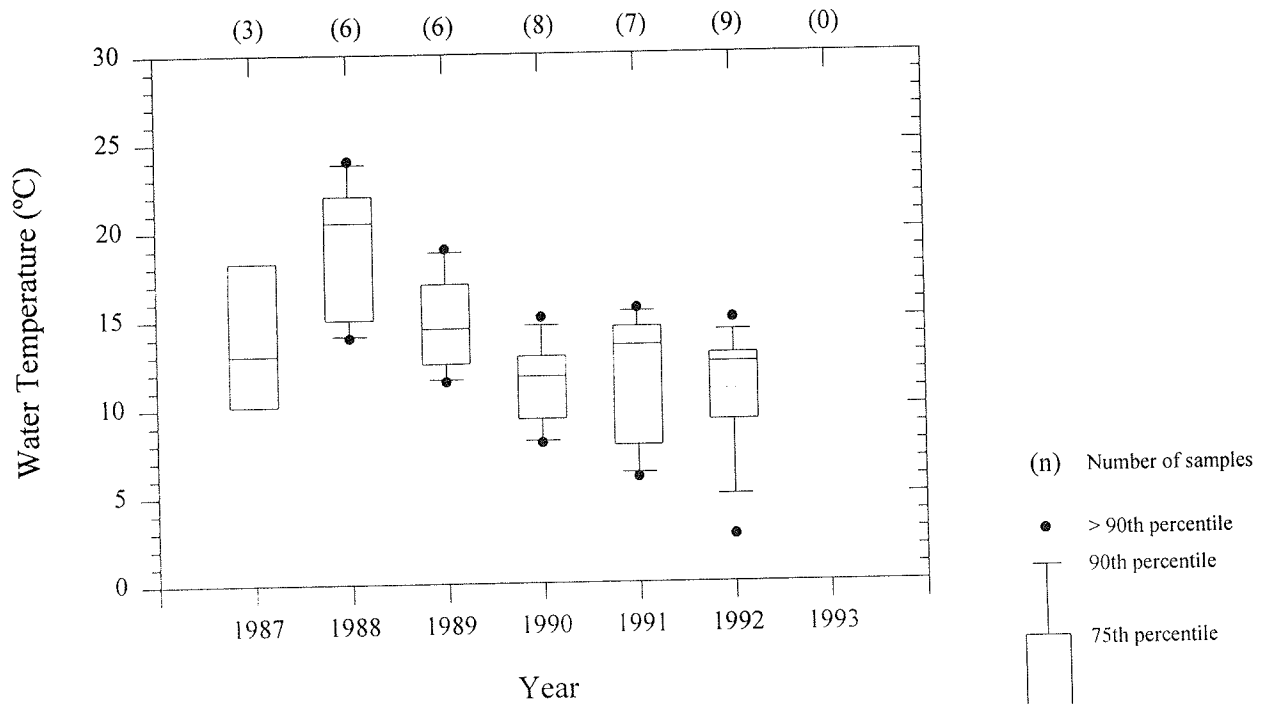 (3) (6) (6) (8) (7) (9) (0)
30
25
20
15
10
5
0
Water Temperature (ºC)
1987 1988 1989 1990 1991 1992 1993
Year
(n) Number of samples
> 90th percentile
90th percentile
75th percentile